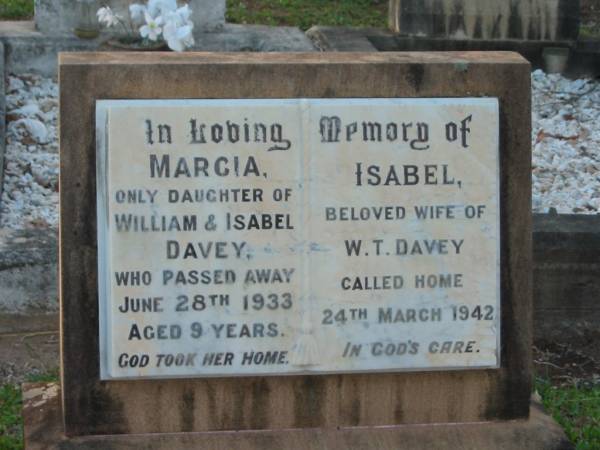 In Loving
MARCIA,
ONLY DAUGHTER OF
WILLIAM & ISABEL
DAVEY,
WHO PASSED AWAY
JUNE 28TH 1933
AGED 9 YEARS.
GOD TOOK HER HOME.
Memory of
ISABEL,
BELOVED WIFE OF
W. T. DAVEY
CALLED HOME
24TH MARCH 1942
IN GOD'S CARE.